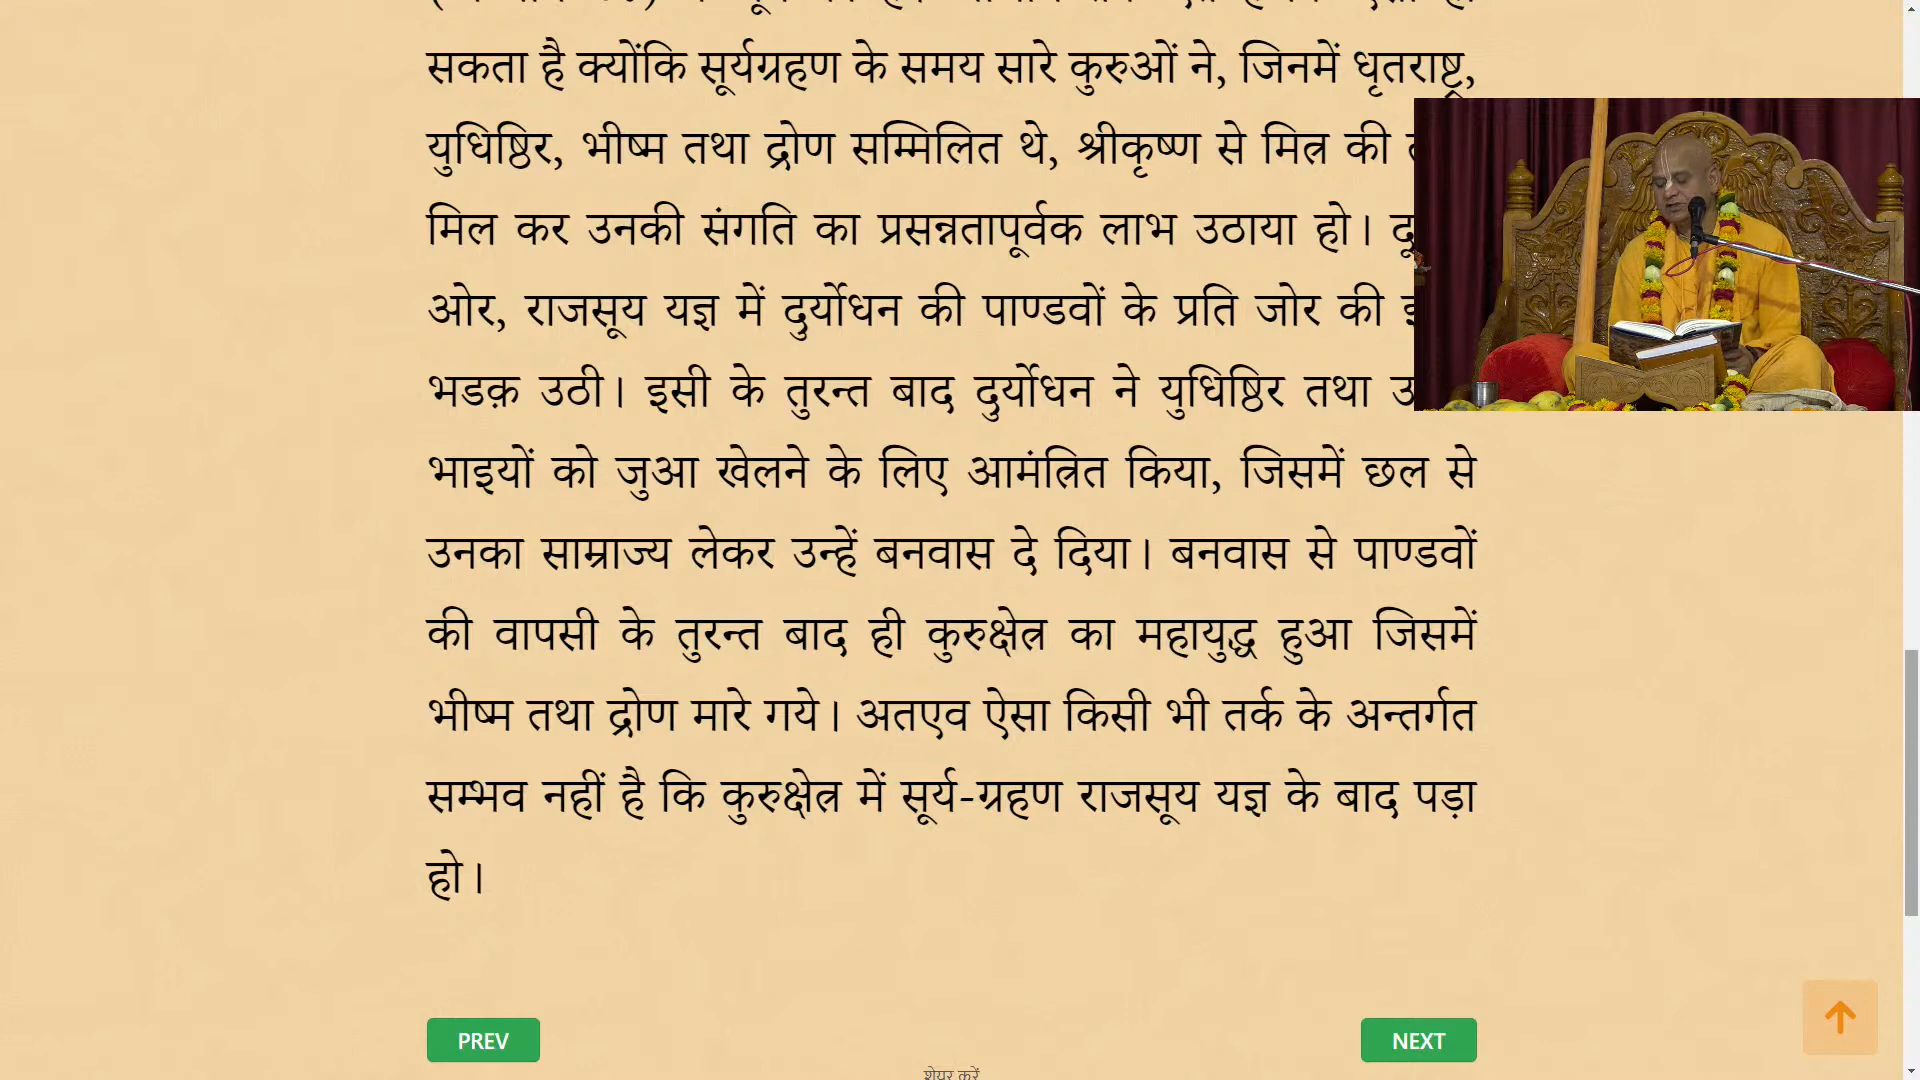 सकता है क्योंकि सूर्यग्रहण के समय सारे कुरुओं ने, जिनमें धृतराष्ट्र,
युधिष्ठिर, भीष्म तथा द्रोण सम्मिलित थे, श्रीकृष्ण से मित्र की
मिल कर उनकी संगति का प्रसन्नतापूर्वक लाभ उठाया हो।
ओर, राजसूय यज्ञ में दुर्योधन की पाण्डवों के प्रति जोर की
भडक़ उठी। इसी के तुरन्त बाद दुर्योधन ने युधिष्ठिर तथा
भाइयों को जुआ खेलने के लिए आमंत्रित किया, जिसमें छल से
उनका साम्राज्य लेकर उन्हें बनवास दे दिया। बनवास से पाण्डवों
की वापसी के तुरन्त बाद ही कुरुक्षेत्र का महायुद्ध हुआ जिसमें
भीष्म तथा द्रोण मारे गये। अतएव ऐसा किसी भी तर्क के अन्तर्गत
सम्भव नहीं है कि कुरुक्षेत्र में सूर्य-ग्रहण राजसूय यज्ञ के बाद पड़ा
हो।
PREV
NEXT
शेयर करें